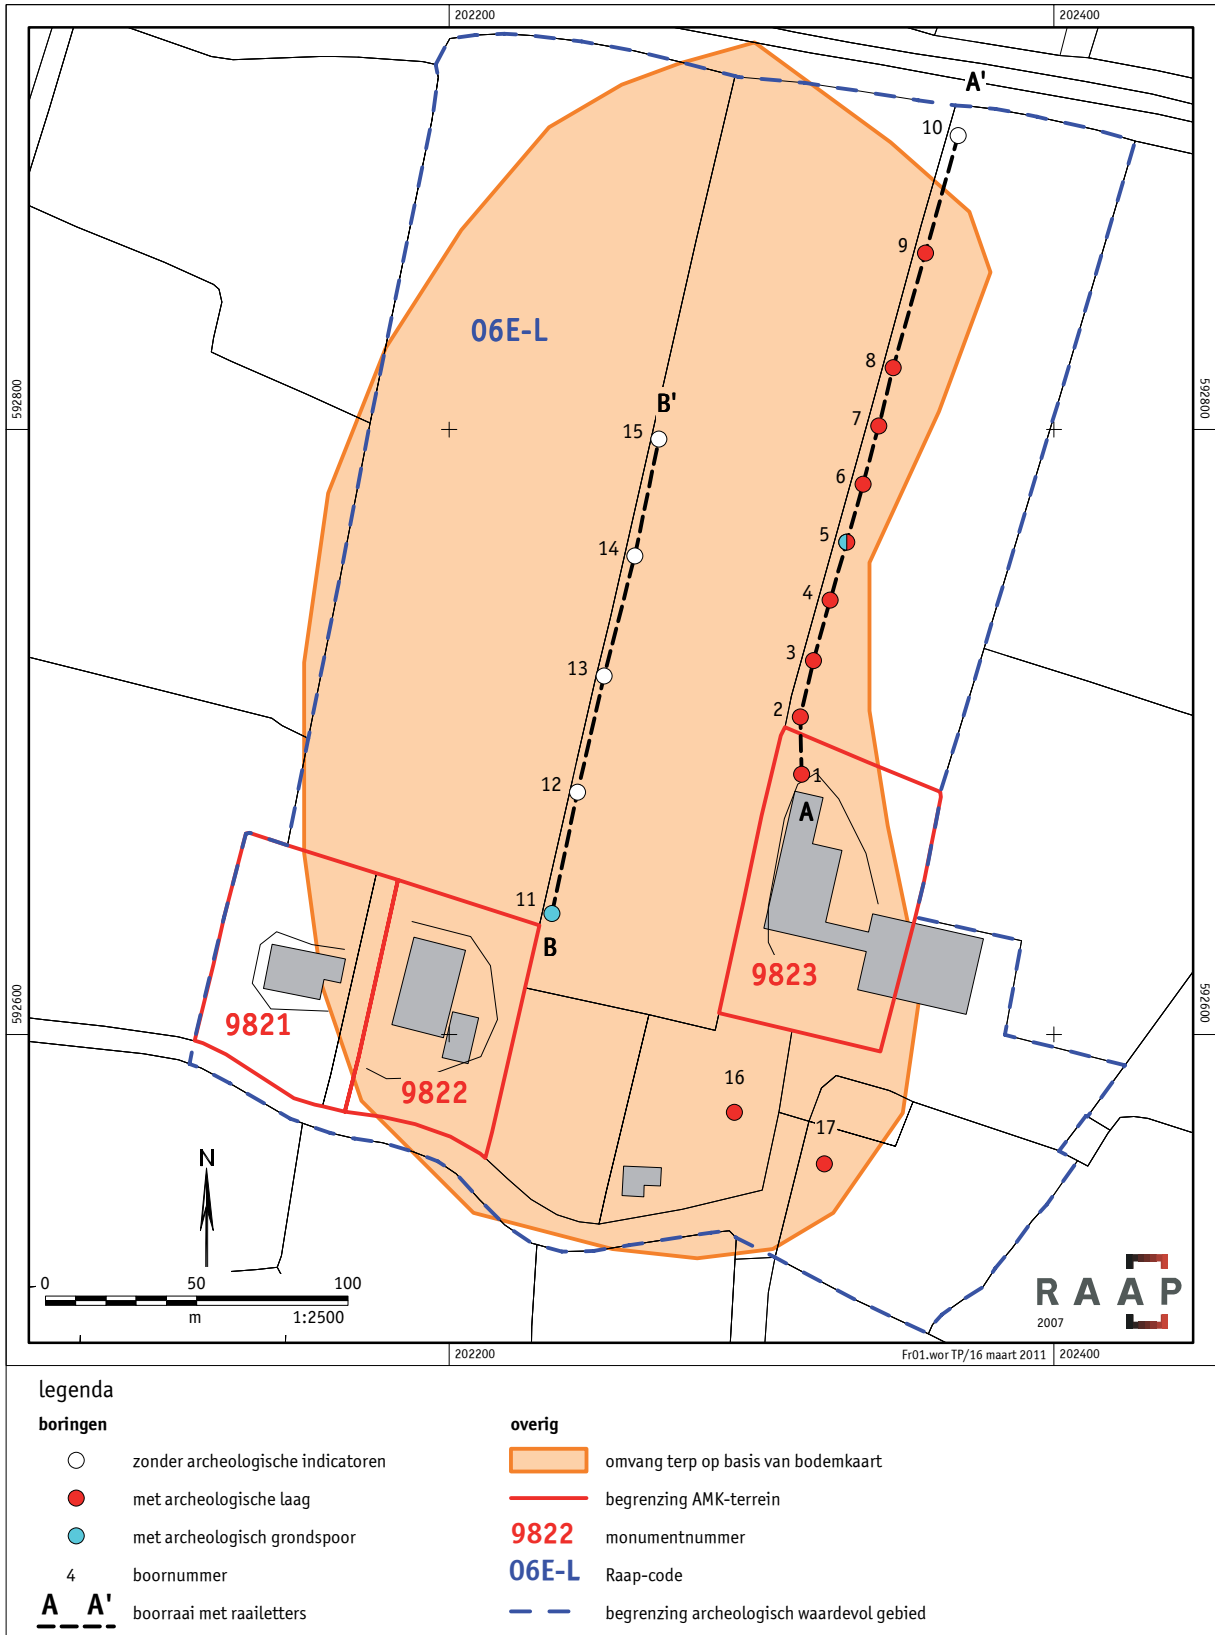 202200
202400
A'
10
9
06E-L
8
592800
592800
B'
7
15
6
5
14
4
3
13
2
1
12
A
11
B
9823
592600
592600
9821
9822
16
17
N
0 50 100
m 1:2500
RAAP
2007
202200
Fr01.wor TP/16 maart 2011
202400
legenda
boringen
zonder archeologische indicatoren
met archeologische laag
met archeologisch grondspoor
4 boornummer
A A' boorraai met raailetters
overig
omvang terp op basis van bodemkaart
begrenzing AMK-terrein
9822 monumentnummer
06E-L Raap-code
begrenzing archeologisch waardevol gebied